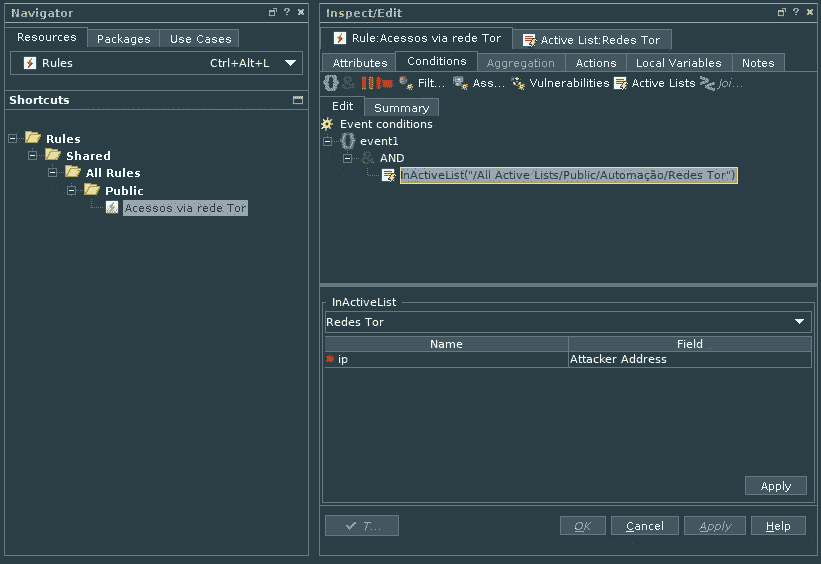 Navigator
Resources Packages Use Cases
Rules Ctrl+Alt+L
Shortcuts
Rules
Shared
All Rules
Public
Acessos via rede Tor
Inspect/Edit
Rule:Acessos via rede Tor Active List:Redes Tor
Attributes Conditions Aggregation Actions Local Variables Notes
Filt... Ass... Vulnerabilities Active Lists Joi...
Edit Summary
Event conditions
event1
AND
InActiveList("/All Active Lists/Public/Automação/Redes Tor")
InActiveList
Redes Tor
Name Field
ip Attacker Address
Apply
T... OK Cancel Apply Help